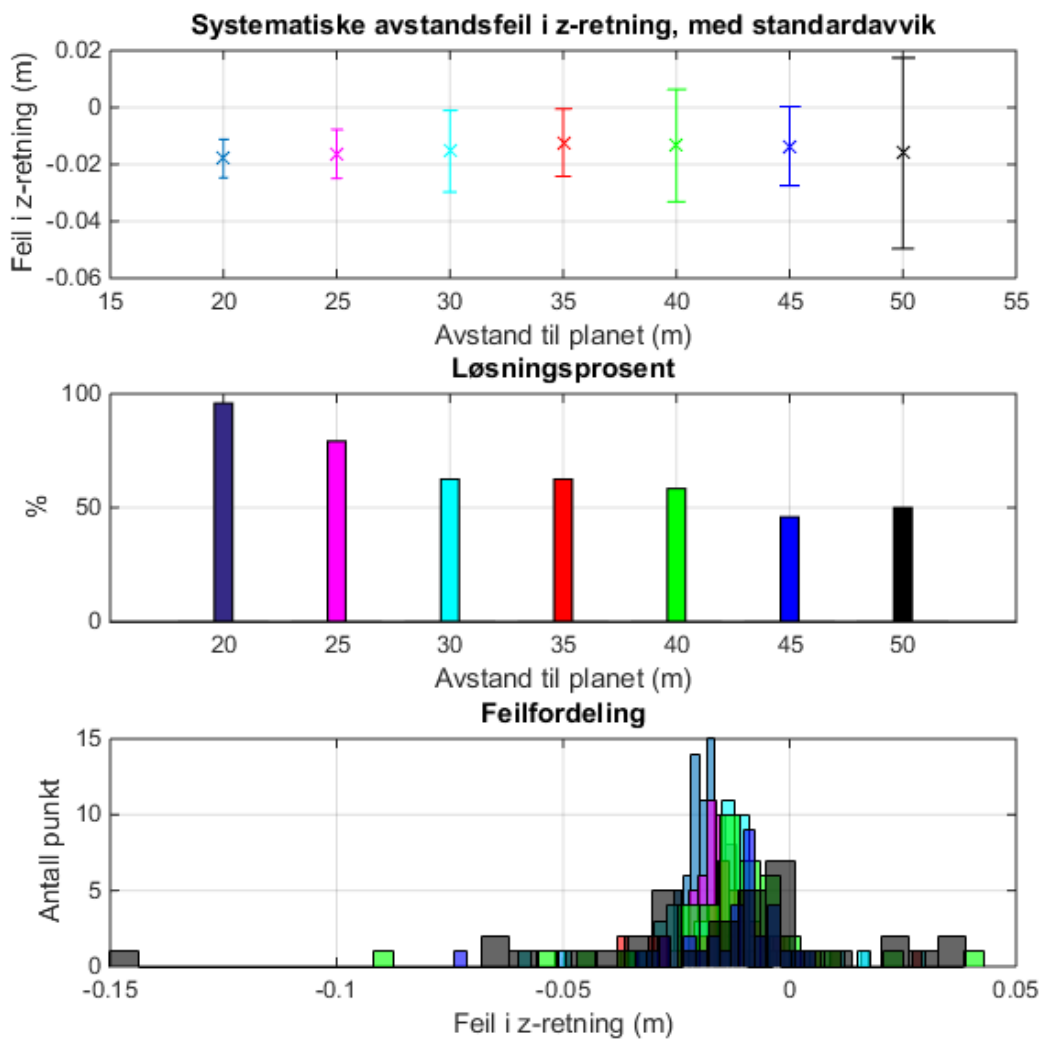 Systematiske avstandsfeil i z-retning, med standardavvik
Feil i z-retning (m)
0.02
0
-0.02
-0.04
-0.06
15 20 25 30 35 40 45 50 55
Avstand til planet (m)
Løsningsprosent
%
100
50
0
20 25 30 35 40 45 50
Avstand til planet (m)
Feilfordeling
Antall punkt
15
10
5
0
-0.15 -0.1 -0.05 0 0.05
Feil i z-retning (m)